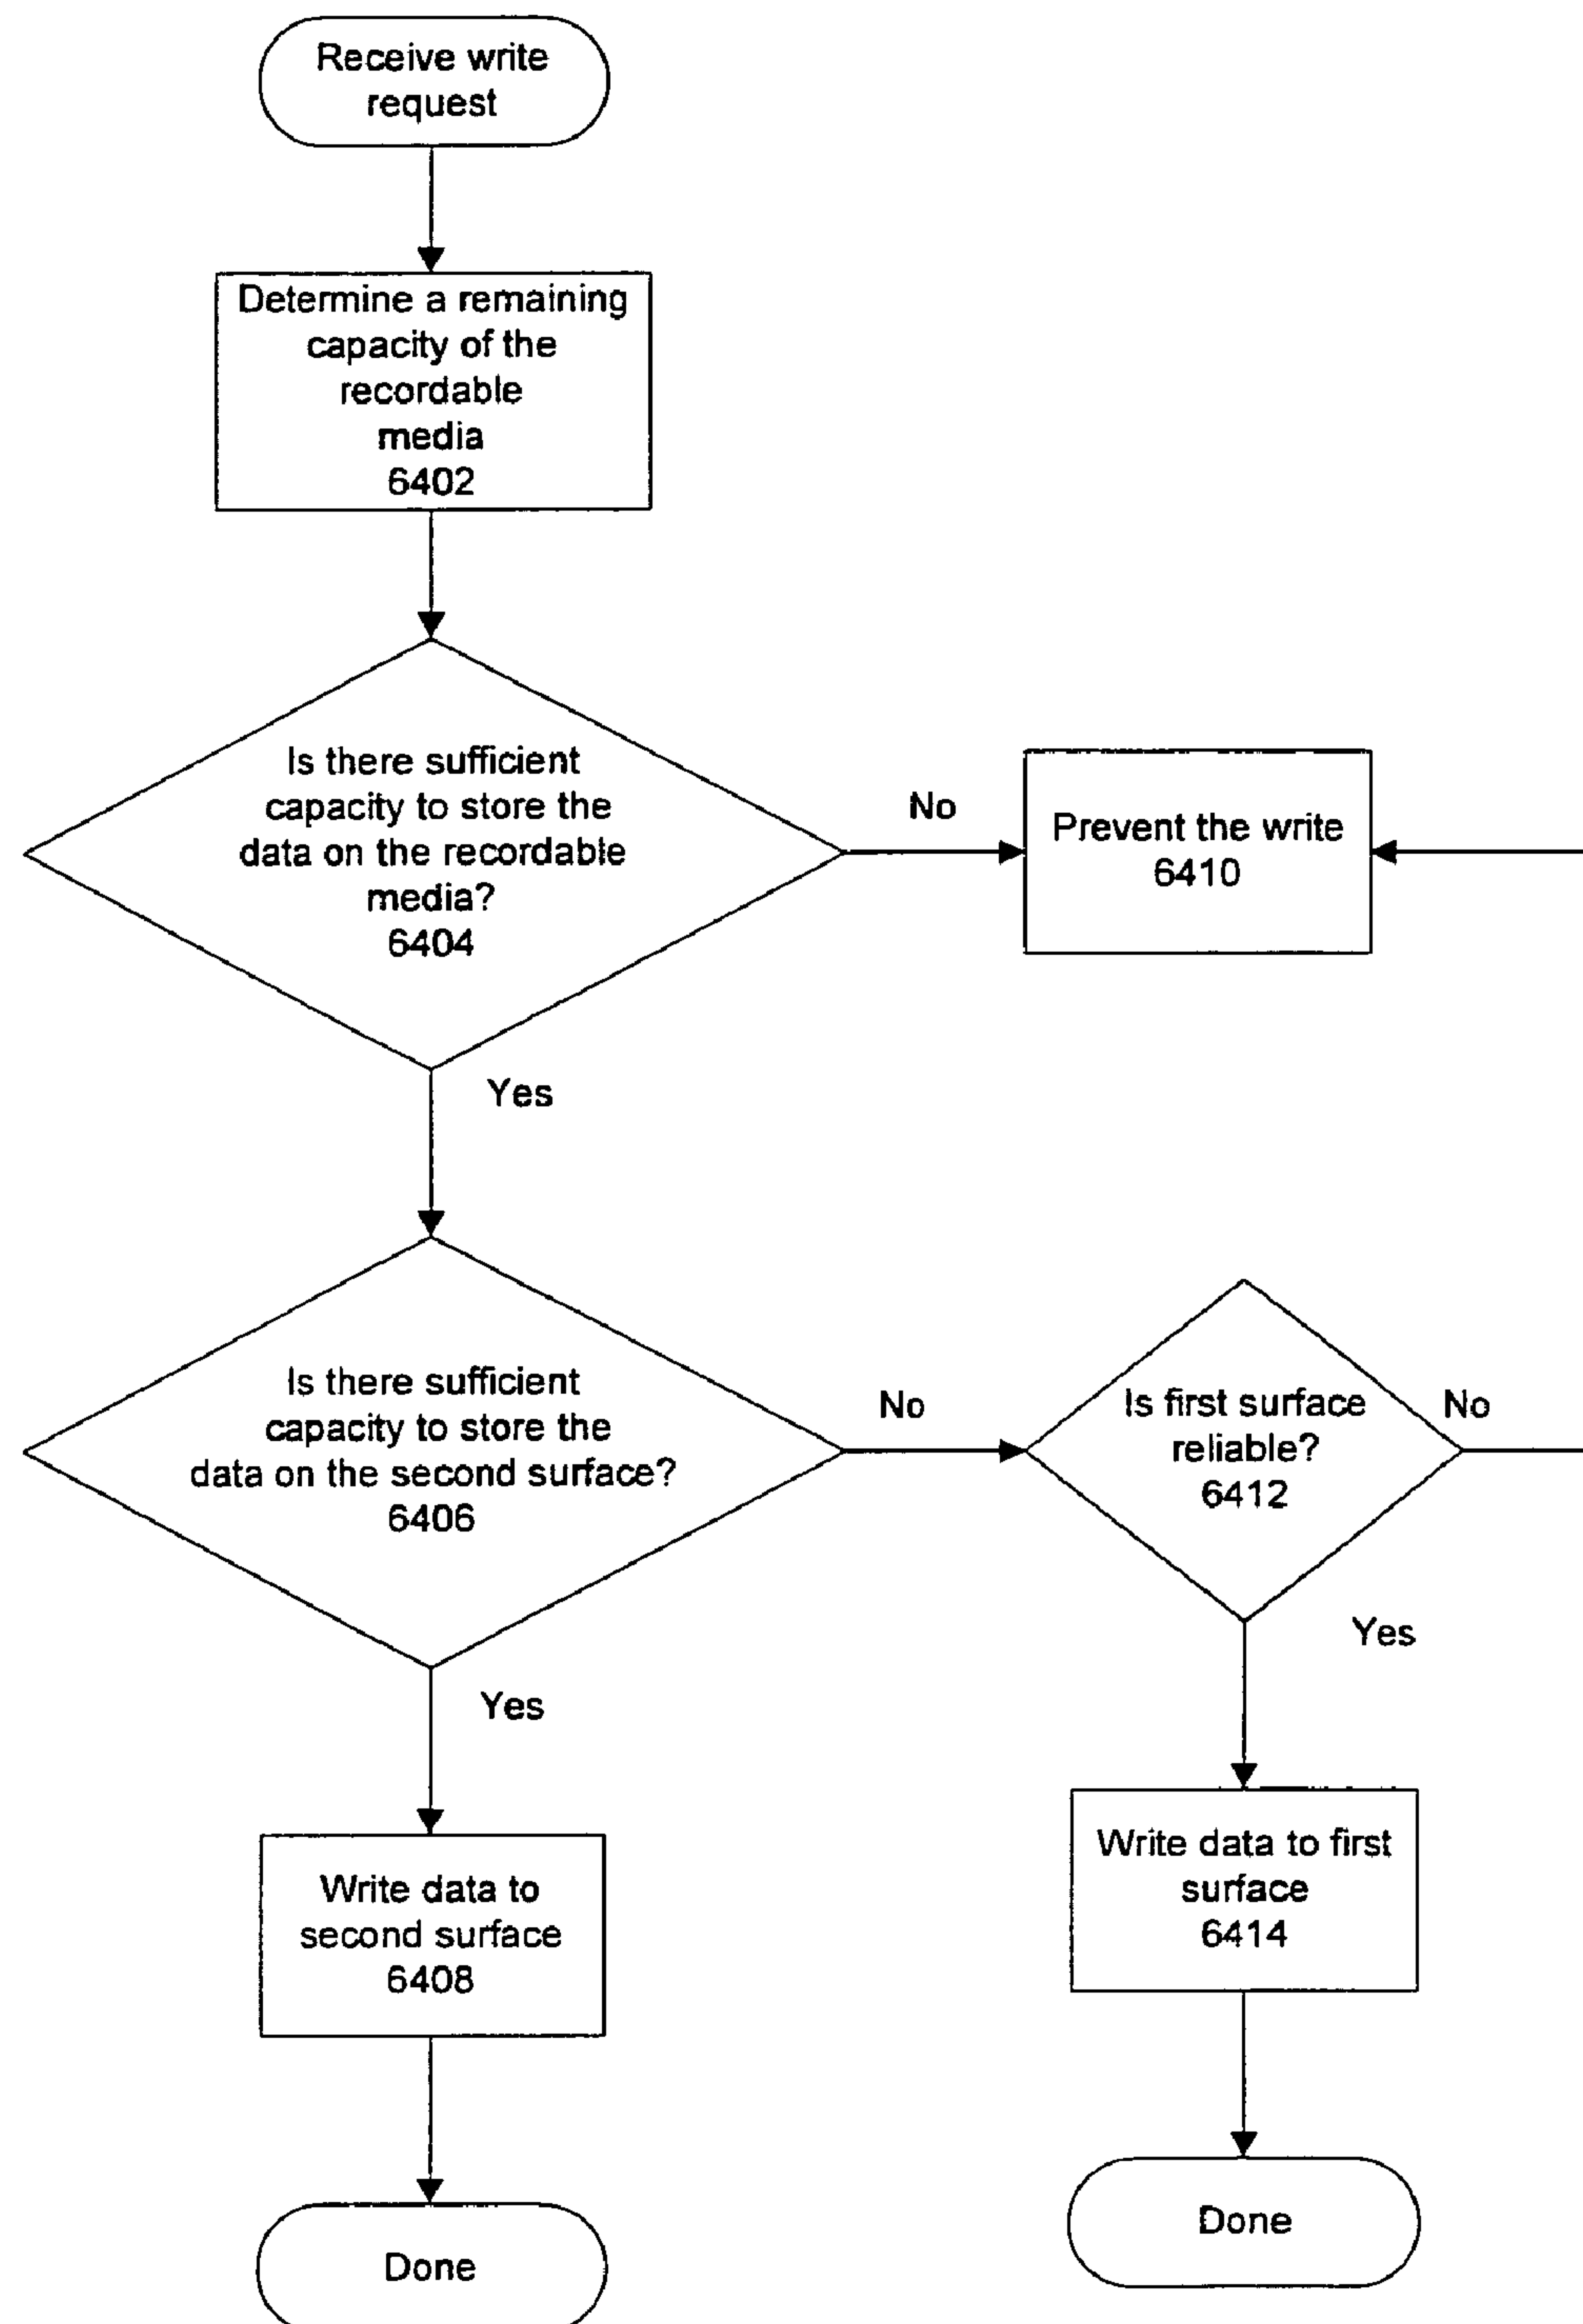 Receive write
request
Determine a remaining
capacity of the
recordable
media
6402
Is there sufficient
capacity to store the
data on the recordable
media?
6404
No
Prevent the write
6410
Yes
Is there sufficient
capacity to store the
data on the second surface?
6406
No
Is first surface
reliable?
6412
No
Yes
Yes
Write data to
second surface
6408
Write data to first
surface
6414
Done
Done